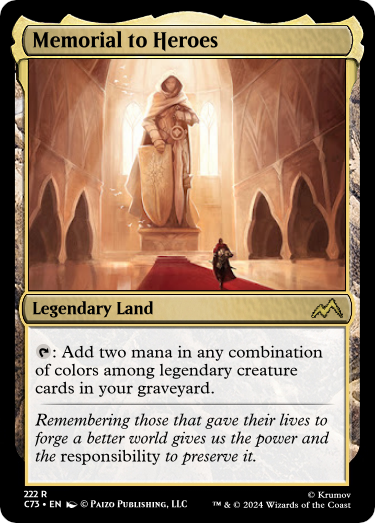 Memorial to Heroes
Legendary Land
: Add two mana in any combination
of colors among legendary creature
cards in your graveyard.
Remembering those that gave their lives to
forge a better world gives us the power and
the responsibility to preserve it.
222 R
C73 • EN Paizo Publishing, LLC
© Krumov
™ & © 2024 Wizards of the Coast